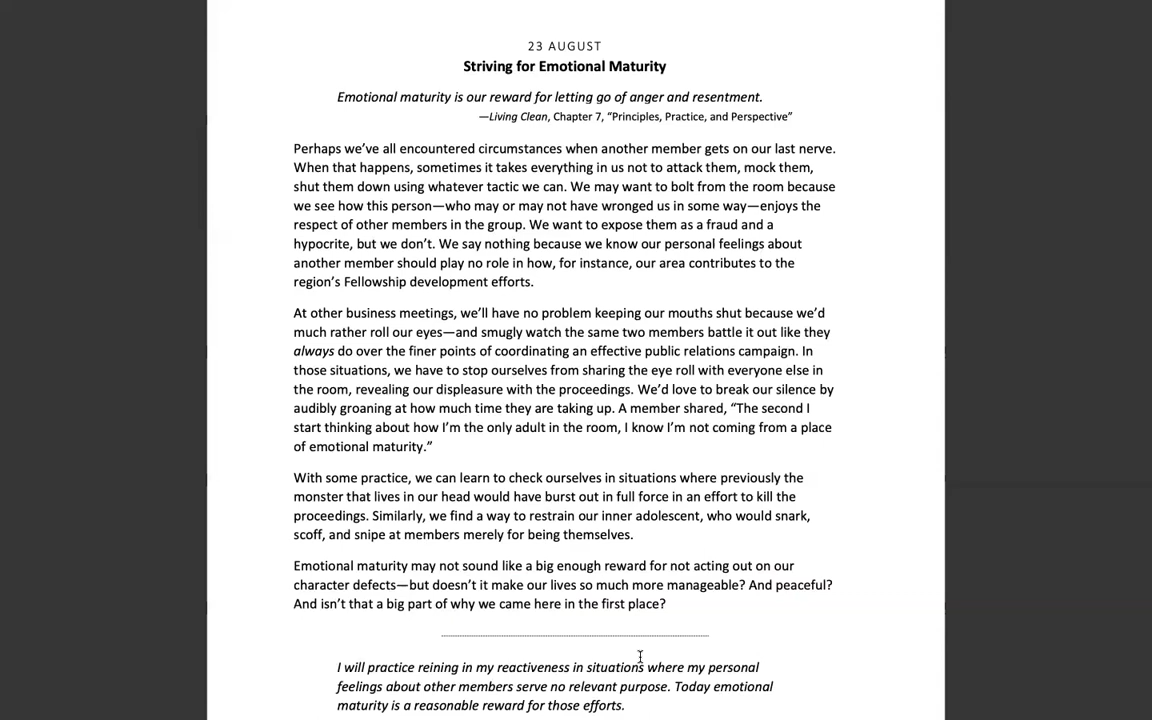 23 AUGUST
Striving for Emotional Maturity
Emotional maturity is our reward for letting go of anger and resentment.
—Living Clean, Chapter 7, “Principles, Practice, and Perspective”
Perhaps we’ve all encountered circumstances when another member gets on our last nerve.
When that happens, sometimes it takes everything in us not to attack them, mock them,
shut them down using whatever tactic we can. We may want to bolt from the room because
we see how this person—who may or may not have wronged us in some way—enjoys the
respect of other members in the group. We want to expose them as a fraud and a
hypocrite, but we don’t. We say nothing because we know our personal feelings about
another member should play no role in how, for instance, our area contributes to the
region’s Fellowship development efforts.
At other business meetings, we’ll have no problem keeping our mouths shut because we’d
much rather roll our eyes—and smugly watch the same two members battle it out like they
always do over the finer points of coordinating an effective public relations campaign. In
those situations, we have to stop ourselves from sharing the eye roll with everyone else in
the room, revealing our displeasure with the proceedings. We’d love to break our silence by
audibly groaning at how much time they are taking up. A member shared, “The second I
start thinking about how I’m the only adult in the room, I know I’m not coming from a place
of emotional maturity.”
With some practice, we can learn to check ourselves in situations where previously the
monster that lives in our head would have burst out in full force in an effort to kill the
proceedings. Similarly, we find a way to restrain our inner adolescent, who would snark,
scoff, and snipe at members merely for being themselves.
Emotional maturity may not sound like a big enough reward for not acting out on our
character defects—but doesn’t it make our lives so much more manageable? And peaceful?
And isn’t that a big part of why we came here in the first place?
I will practice reining in my reactiveness in situations where my personal
feelings about other members serve no relevant purpose. Today emotional
maturity is a reasonable reward for those efforts.